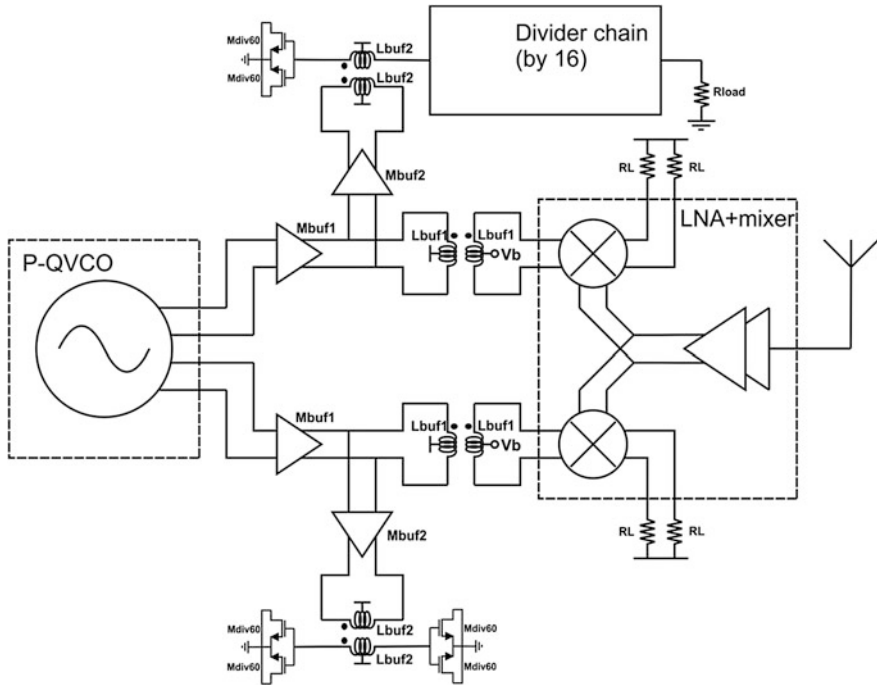 Mdiv60
Mdiv60
Lbuf2
Lbuf2
Divider chain
(by 16)
Rload
Mbuf2
RL
RL
LNA+mixer
P-QVCO
Mbuf1
Lbuf1
Lbuf1
Vb
Mbuf1
Lbuf1
Lbuf1
Vb
Mbuf2
RL
RL
Mdiv60
Mdiv60
Lbuf2
Lbuf2
Mdiv60
Mdiv60